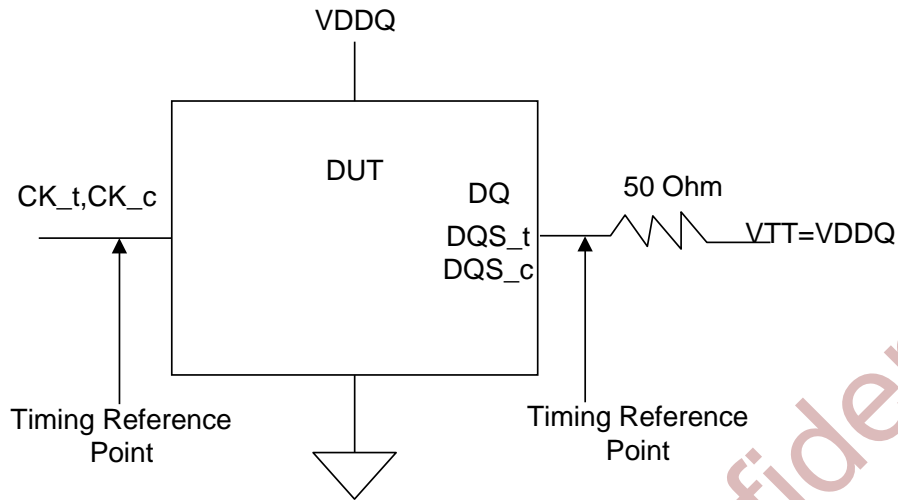 VDDQ
DUT
CK_t,CK_c
DQ
DQS_t
DQS_c
50 Ohm
VTT=VDDQ
Timing Reference
Point
Timing Reference
Point